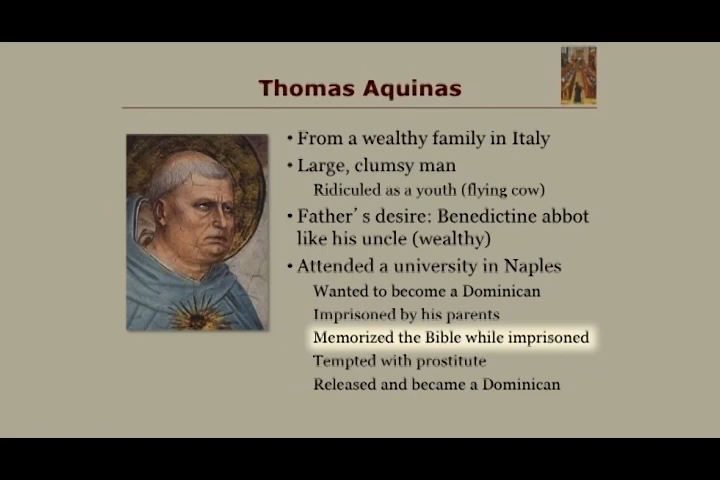 Thomas Aquinas
• From a wealthy family in Italy
• Large, clumsy man
Ridiculed as a youth (flying cow)
• Father’s desire: Benedictine abbot
like his uncle (wealthy)
• Attended a university in Naples
Wanted to become a Dominican
Imprisoned by his parents
Memorized the Bible while imprisoned
Tempted with prostitute
Released and became a Dominican